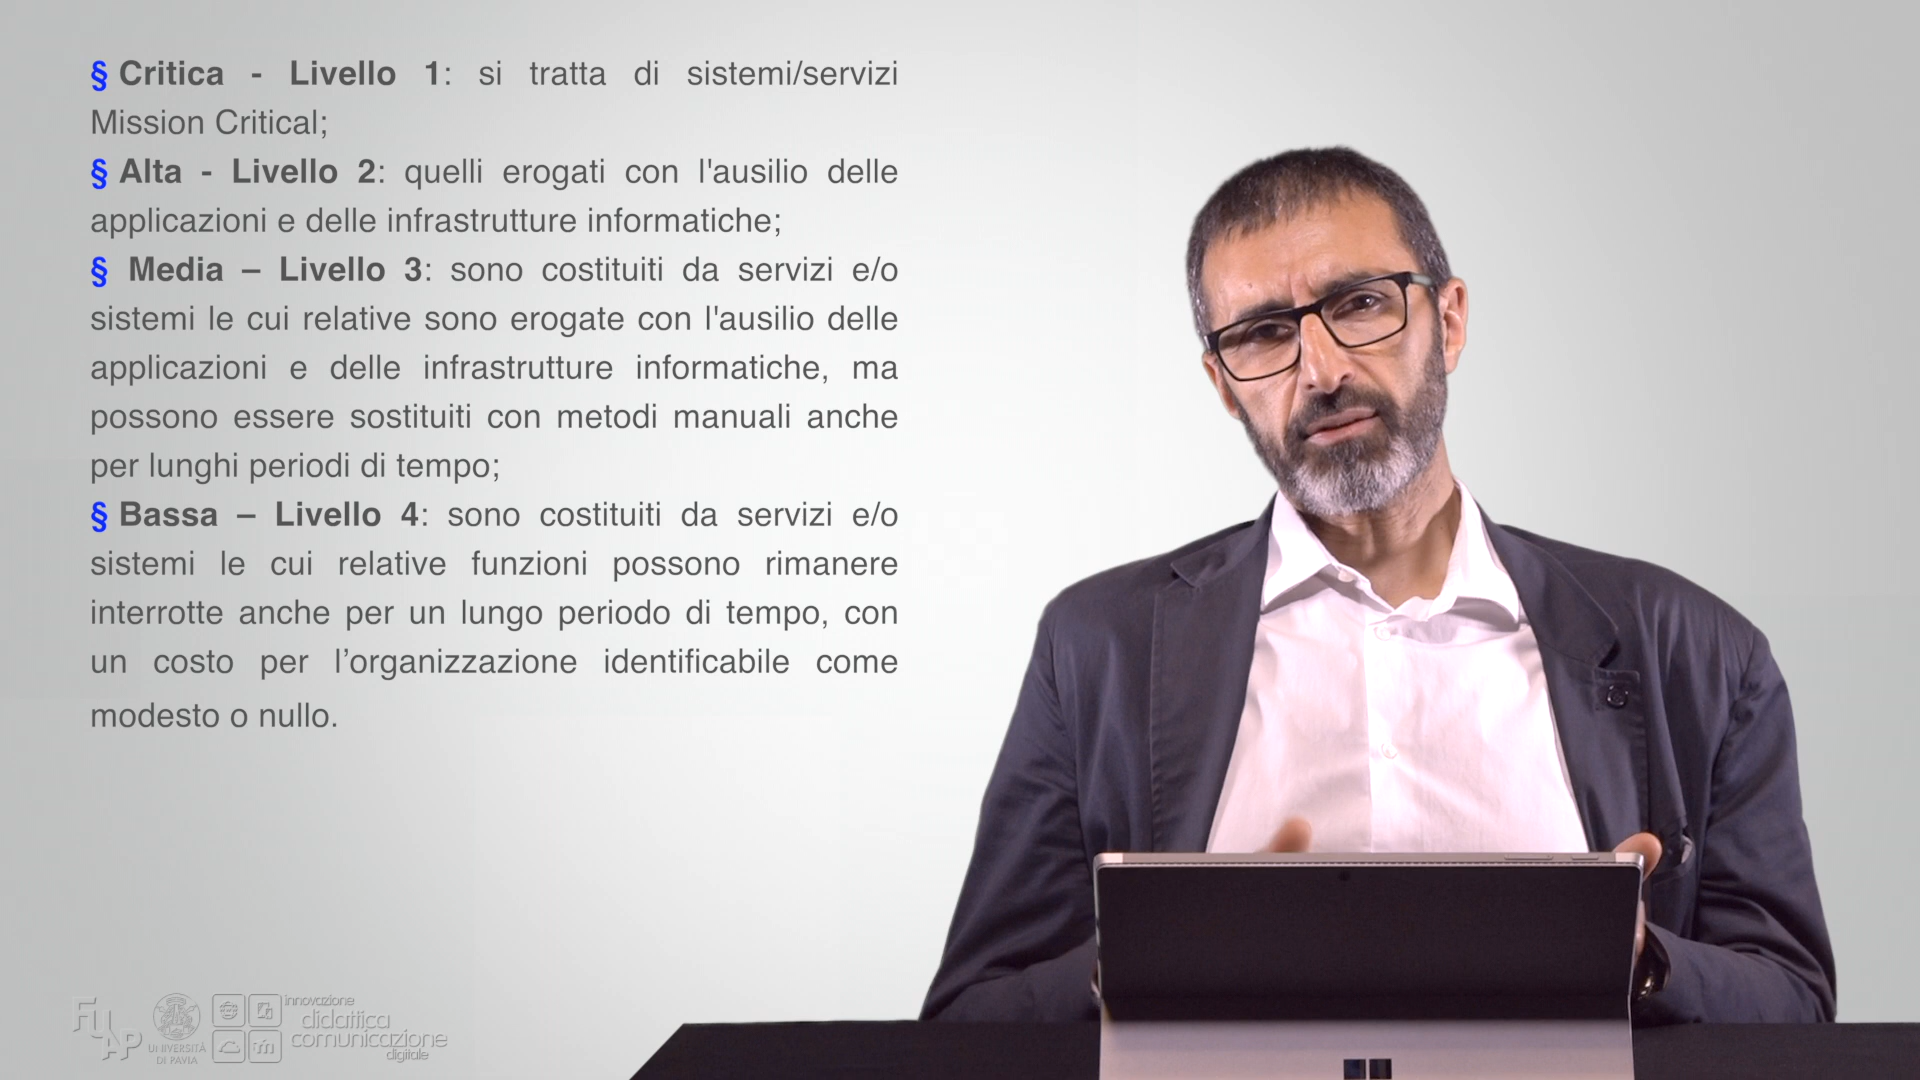 § Critica - Livello 1: si tratta di sistemi/servizi
Mission Critical;
§ Alta - Livello 2: quelli erogati con l'ausilio delle
applicazioni e delle infrastrutture informatiche;
§ Media – Livello 3: sono costituiti da servizi e/o
sistemi le cui relative sono erogate con l'ausilio delle
applicazioni e delle infrastrutture informatiche, ma
possono essere sostituiti con metodi manuali anche
per lunghi periodi di tempo;
§ Bassa – Livello 4: sono costituiti da servizi e/o
sistemi le cui relative funzioni possono rimanere
interrotte anche per un lungo periodo di tempo, con
un costo per l’organizzazione identificabile come
modesto o nullo.
UNIVERSITÀ
DI PAVIA
innovazione
didattica
comunicazione
digitale